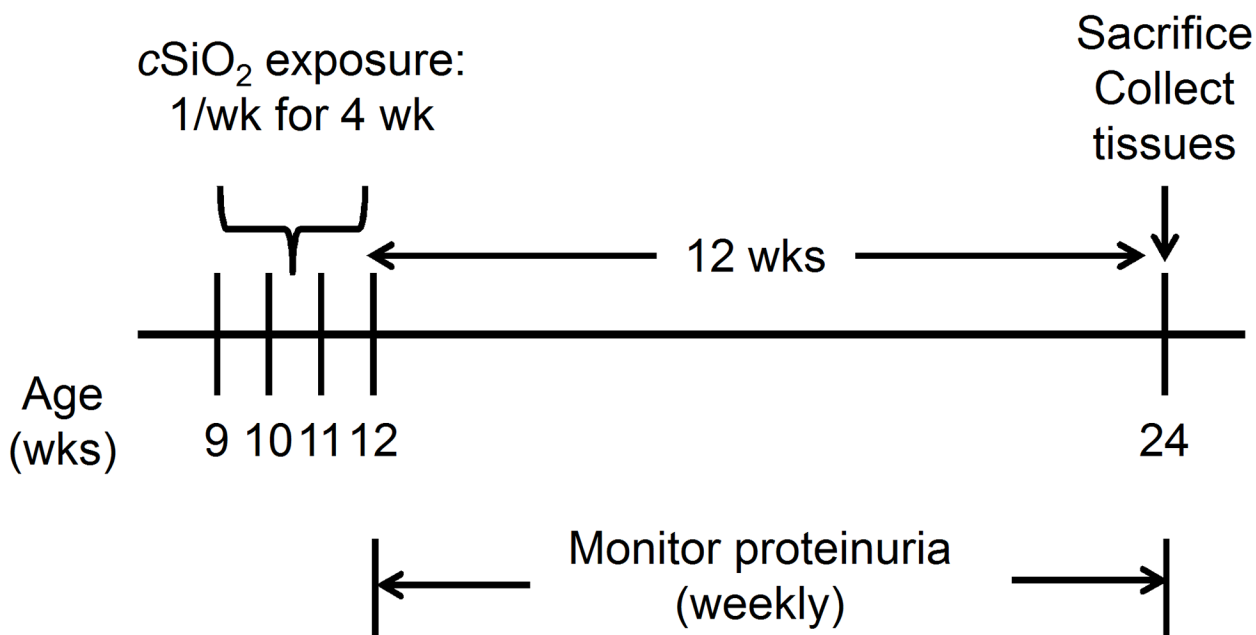 cSiO₂ exposure:
1/wk for 4 wk
Sacrifice
Collect
tissues
12 wks
Age
(wks)
9 10 11 12 24
Monitor proteinuria
(weekly)